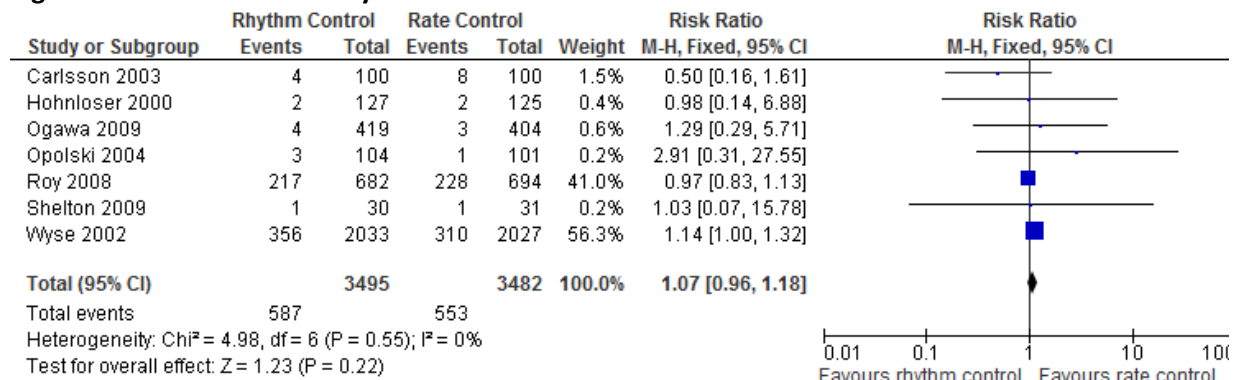 Rhythm Control Rate Control Risk Ratio Risk Ratio
Study or Subgroup Events Total Events Total Weight M-H, Fixed, 95% CI M-H, Fixed, 95% CI
Carlsson 2003 4 100 8 100 1.5% 0.50 [0.16, 1.61]
Hohnloser 2000 2 127 2 125 0.4% 0.98 [0.14, 6.88]
Ogawa 2009 4 419 3 404 0.6% 1.29 [0.29, 5.71]
Opolski 2004 3 104 1 101 0.2% 2.91 [0.31, 27.55]
Roy 2008 217 682 228 694 41.0% 0.97 [0.83, 1.13]
Shelton 2009 1 30 1 31 0.2% 1.03 [0.07, 15.78]
Wyse 2002 356 2033 310 2027 56.3% 1.14 [1.00, 1.32]
Total (95% CI) 3495 3482 100.0% 1.07 [0.96, 1.18]
Total events 587 553
Heterogeneity: Chi² = 4.98, df = 6 (P = 0.55); I² = 0%
Test for overall effect: Z = 1.23 (P = 0.22)
0.01 0.1 1 10 100
Favours rhythm control Favours rate control